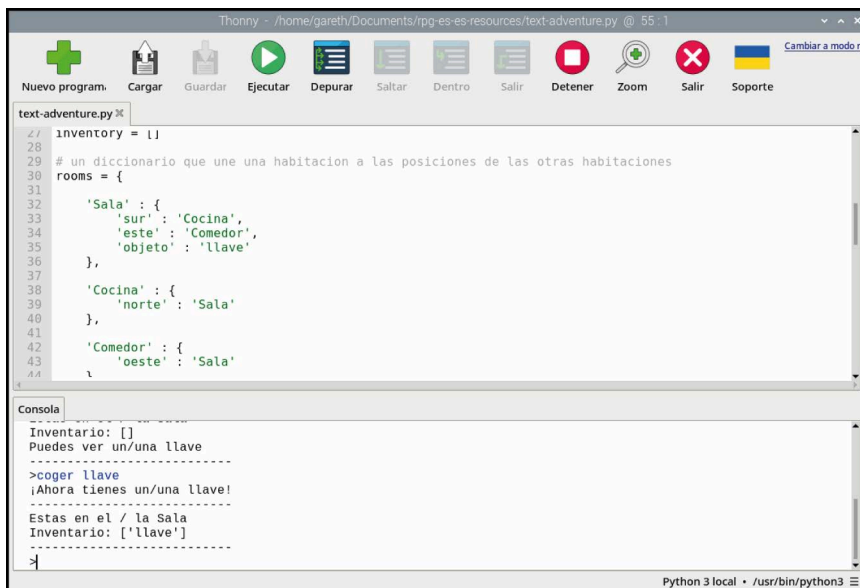 Thonny - /home/gareth/Documents/rpg-es-es-resources/text-adventure.py @ 55 : 1
Nuevo program. Cargar Guardar Ejecutar Depurar Saltar Dentro Salir Detener Zoom Salir Soporte Cambiar a modo r
text-adventure.py
27 inventory = []
28
29 # un diccionario que une una habitacion a las posiciones de las otras habitaciones
30 rooms = {
31
32 'Sala' : {
33 'sur' : 'Cocina',
34 'este' : 'Comedor',
35 'objeto' : 'llave'
36 },
37
38 'Cocina' : {
39 'norte' : 'Sala'
40 },
41
42 'Comedor' : {
43 'oeste' : 'Sala'
44 }
Consola
Inventario: []
Puedes ver un/una llave
---------------------------
>coger llave
¡Ahora tienes un/una llave!
---------------------------
Estas en el / la Sala
Inventario: ['llave']
---------------------------
>
Python 3 local • /usr/bin/python3